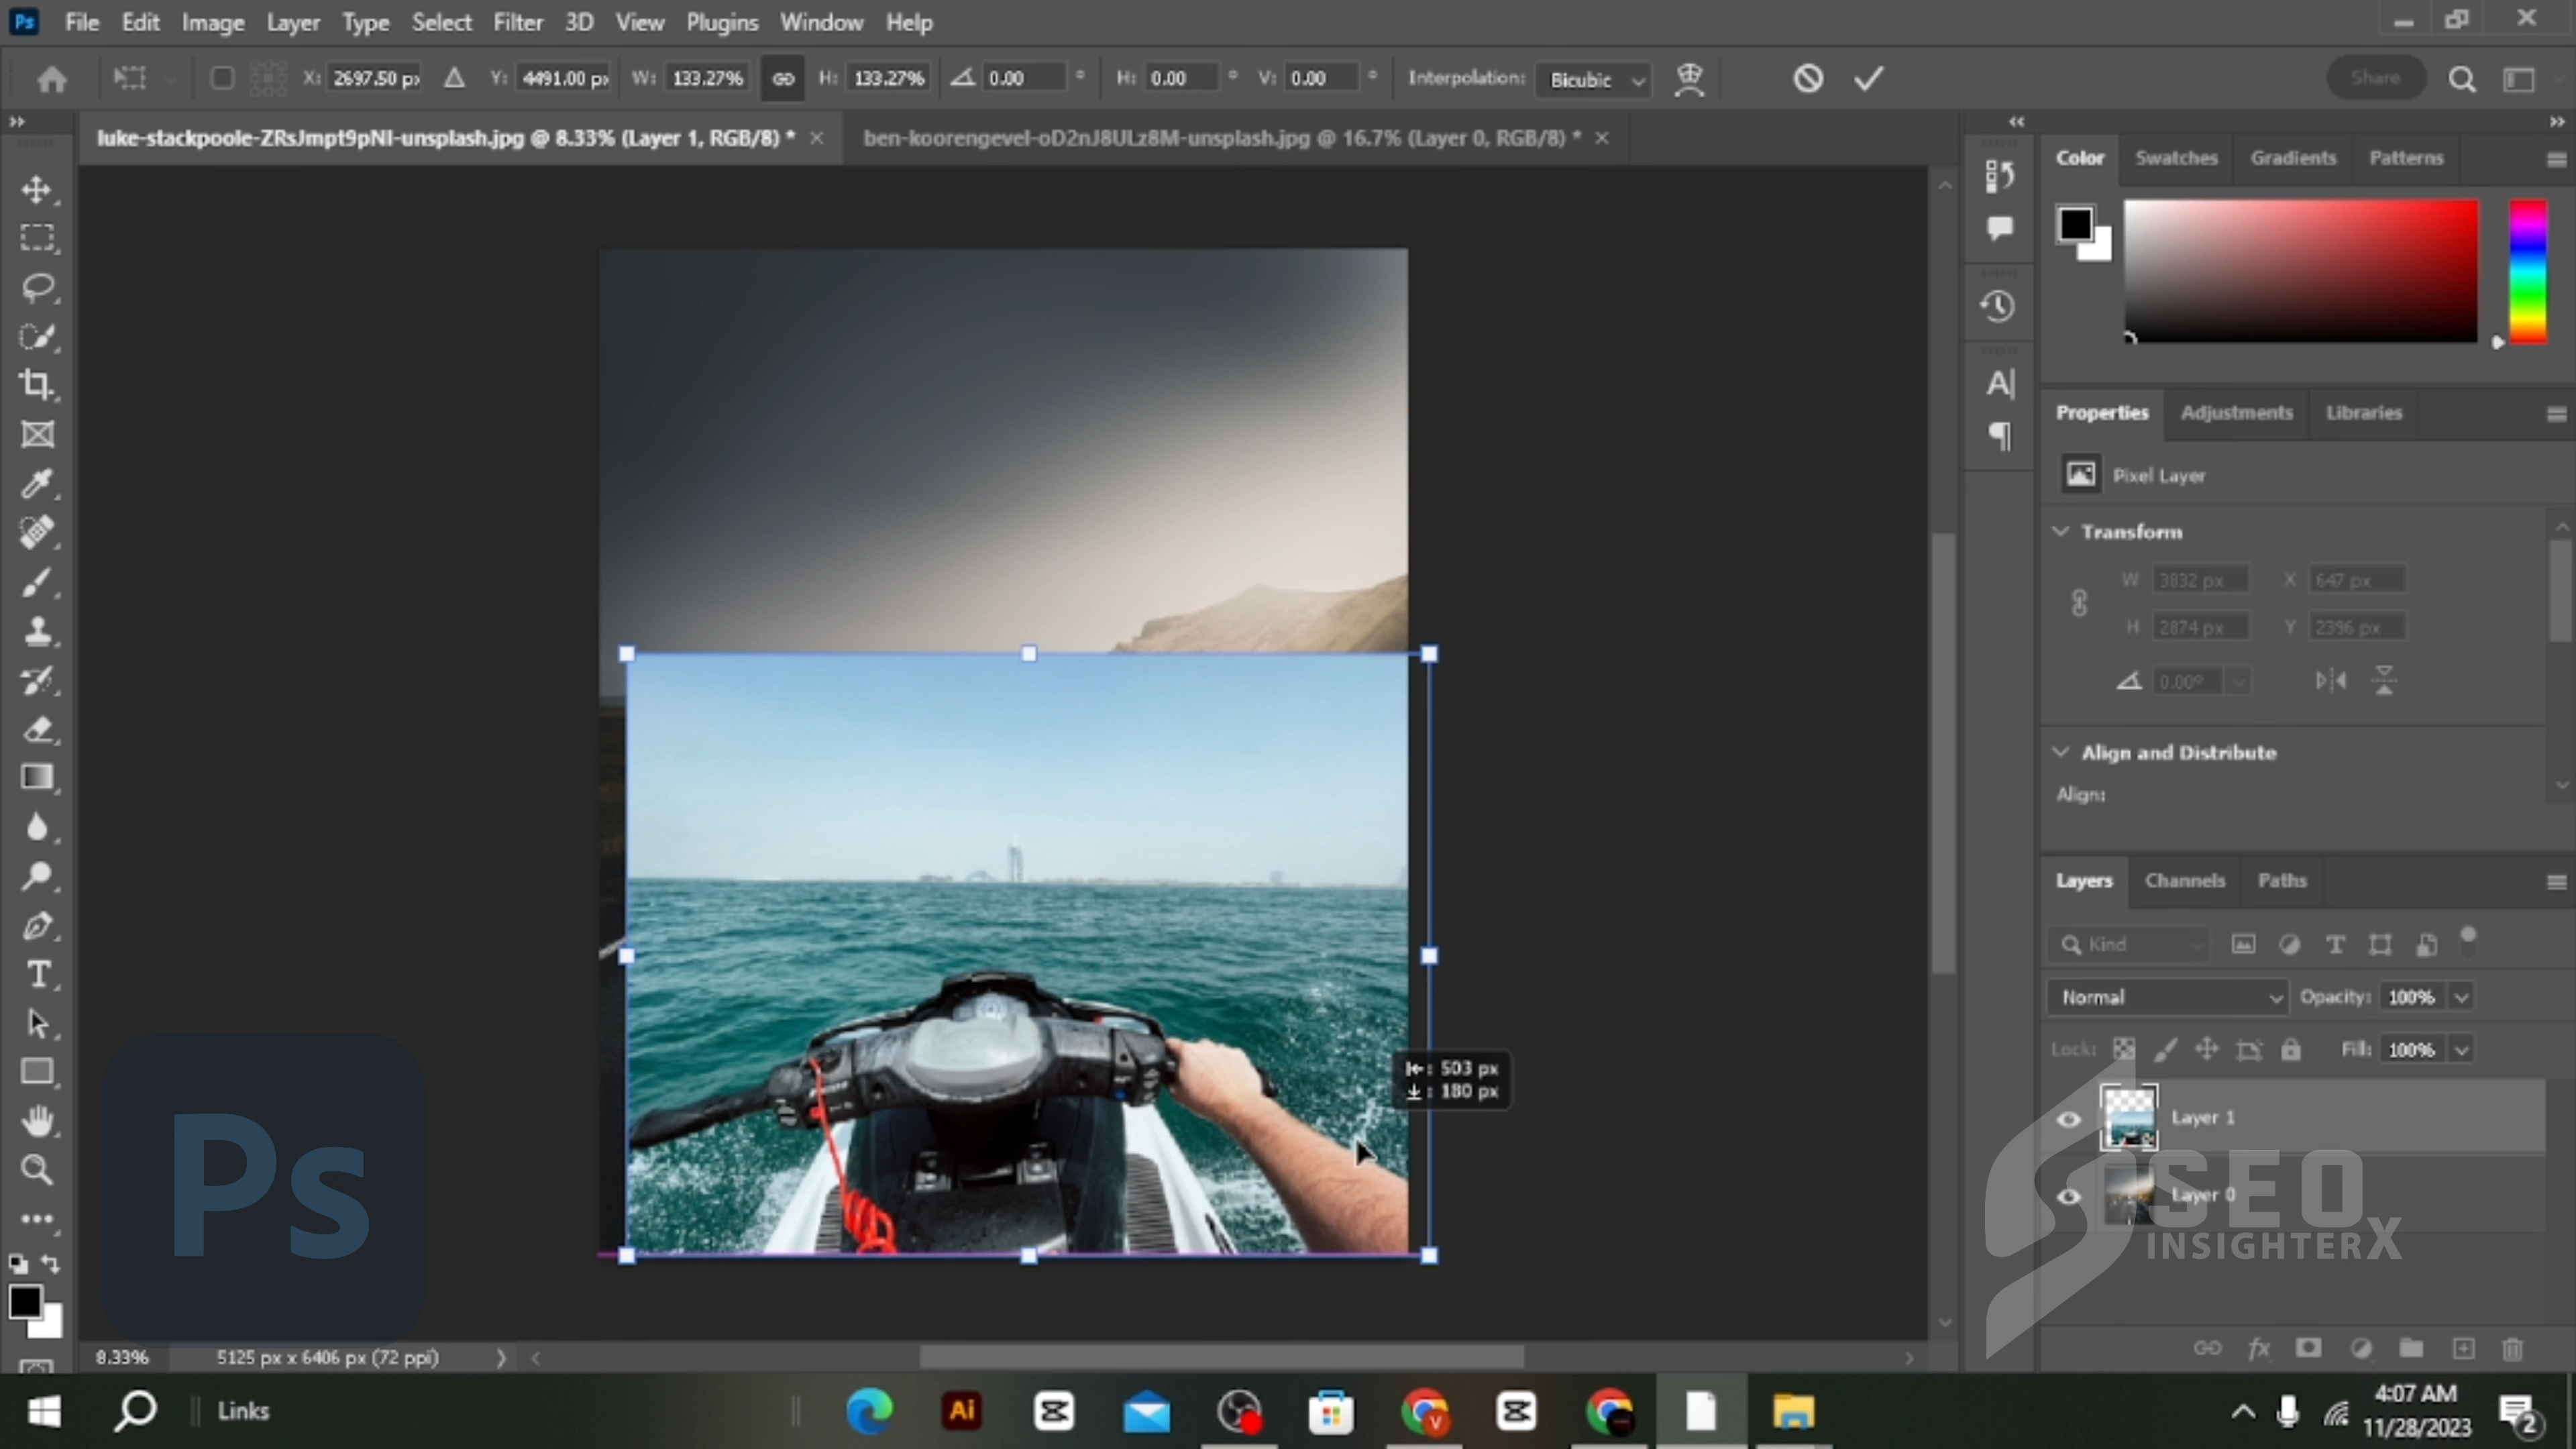 Ps File Edit Image Layer Type Select Filter 3D View Plugins Window Help
X: 2697.50 px Y: 4491.00 px W: 133.27% H: 133.27% 0.00 ° H: 0.00 ° V: 0.00 ° Interpolation: Bicubic Share
luke-stackpoole-ZRsJmpt9pNI-unsplash.jpg @ 8.33% (Layer 1, RGB/8) * ben-koorengevel-oD2nJ8ULz8M-unsplash.jpg @ 16.7% (Layer 0, RGB/8) *
Color Swatches Gradients Patterns
Properties Adjustments Libraries
Pixel Layer
Transform
W 3832 px X 647 px
H 2874 px Y 2396 px
0.00°
Align and Distribute
Align:
Layers Channels Paths
Kind
Normal Opacity: 100%
Lock: Fill: 100%
503 px
180 px
Layer 1
Layer 0
Ps
SEO
INSIGHTERX
8.33% 5125 px x 6406 px (72 ppi)
Links
Ai
V
4:07 AM
11/28/2023
2